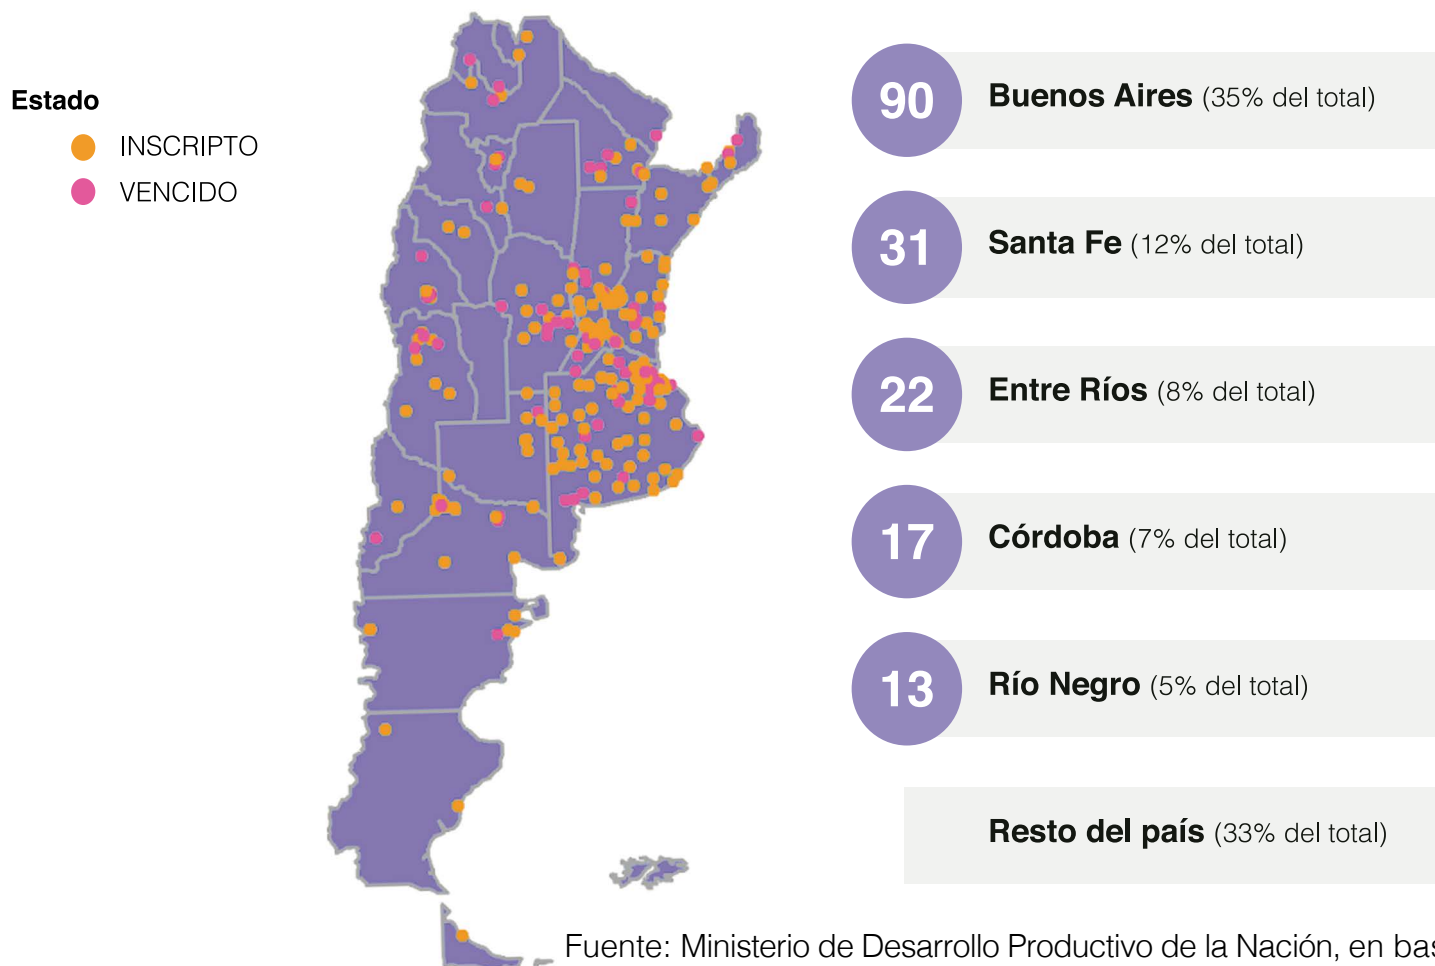 Estado
INSCRIPTO
VENCIDO
90 Buenos Aires (35% del total)
31 Santa Fe (12% del total)
22 Entre Ríos (8% del total)
17 Córdoba (7% del total)
13 Río Negro (5% del total)
Resto del país (33% del total)
Fuente: Ministerio de Desarrollo Productivo de la Nación, en bas